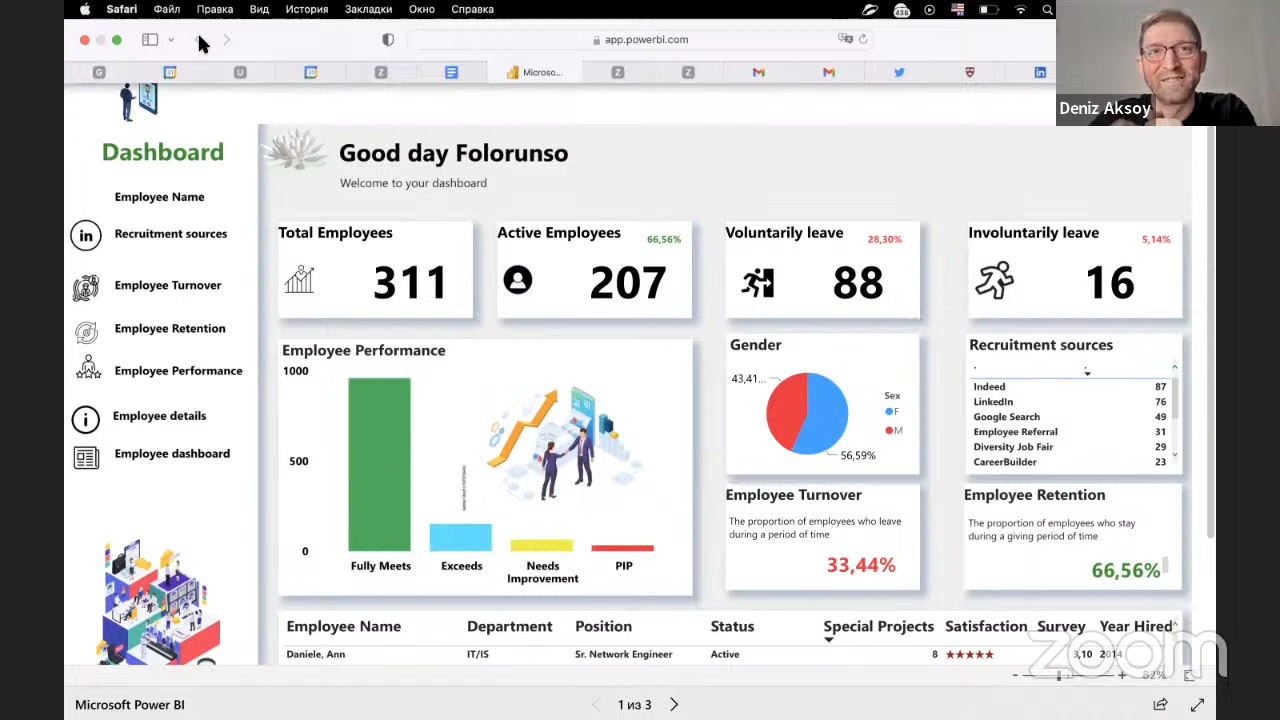 Safari Файл Правка Вид История Закладки Окно Справка
438
app.powerbi.com
Microso...
Deniz Aksoy
Dashboard
Good day Folorunso
Welcome to your dashboard
Employee Name
Recruitment sources
Employee Turnover
Employee Retention
Employee Performance
Employee details
Employee dashboard
Total Employees
311
Active Employees
66,56%
207
Voluntarily leave
28,30%
88
Involuntarily leave
5,14%
16
Employee Performance
1000
500
0
Fully Meets
Exceeds
Needs
Improvement
PIP
Gender
43,41...
56,59%
Sex
F
M
Recruitment sources
Indeed 87
LinkedIn 76
Google Search 49
Employee Referral 31
Diversity Job Fair 29
CareerBuilder 23
Employee Turnover
The proportion of employees who leave
during a period of time
33,44%
Employee Retention
The proportion of employees who stay
during a giving period of time
66,56%
Employee Name Department Position Status Special Projects Satisfaction Survey Year Hired
Daniele, Ann IT/IS Sr. Network Engineer Active 8 ★★★★★ 3,10 2014
zoom
- + 82%
Microsoft Power BI
1 из 3